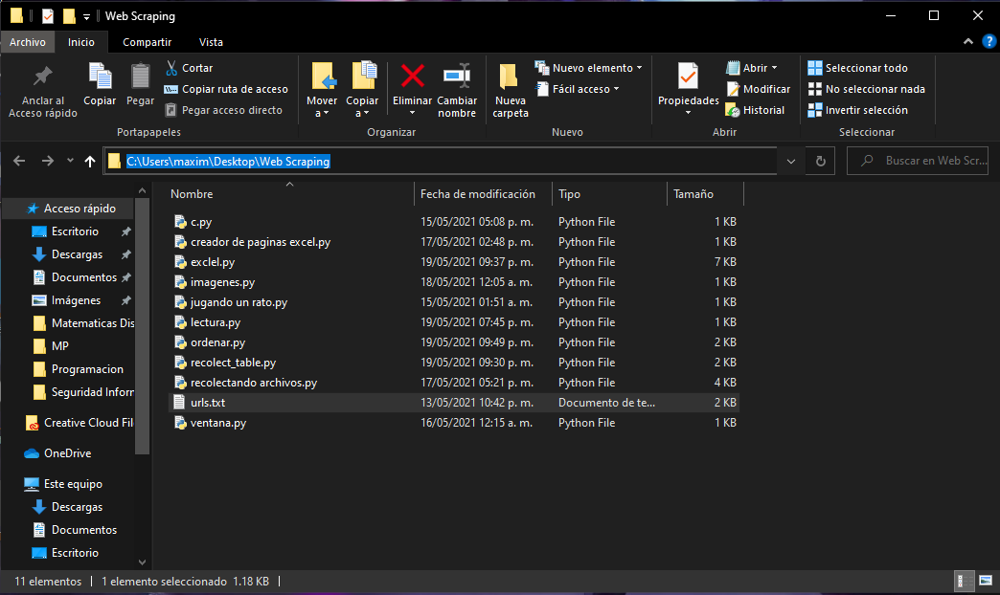 Web Scraping
Archivo Inicio Compartir Vista
Anclar al Acceso rápido
Copiar
Pegar
Cortar
Copiar ruta de acceso
Pegar acceso directo
Portapapeles
Mover a
Copiar a
Eliminar
Cambiar nombre
Organizar
Nueva carpeta
Nuevo elemento
Fácil acceso
Nuevo
Propiedades
Abrir
Modificar
Historial
Abrir
Seleccionar todo
No seleccionar nada
Invertir selección
Seleccionar
C:\Users\maxim\Desktop\Web Scraping
Buscar en Web Scr...
Acceso rápido
Escritorio
Descargas
Documentos
Imágenes
Matematicas Dis
MP
Programacion
Seguridad Inforr
Creative Cloud Fil
OneDrive
Este equipo
Descargas
Documentos
Escritorio
Nombre Fecha de modificación Tipo Tamaño
c.py 15/05/2021 05:08 p. m. Python File 1 KB
creador de paginas excel.py 17/05/2021 02:48 p. m. Python File 1 KB
exclel.py 19/05/2021 09:37 p. m. Python File 7 KB
imagenes.py 18/05/2021 12:05 a. m. Python File 1 KB
jugando un rato.py 15/05/2021 01:51 a. m. Python File 1 KB
lectura.py 19/05/2021 07:45 p. m. Python File 1 KB
ordenar.py 19/05/2021 09:49 p. m. Python File 2 KB
recolect_table.py 19/05/2021 09:30 p. m. Python File 2 KB
recolectando archivos.py 17/05/2021 05:21 p. m. Python File 4 KB
urls.txt 13/05/2021 10:42 p. m. Documento de te... 2 KB
ventana.py 16/05/2021 12:15 a. m. Python File 1 KB
11 elementos 1 elemento seleccionado 1.18 KB